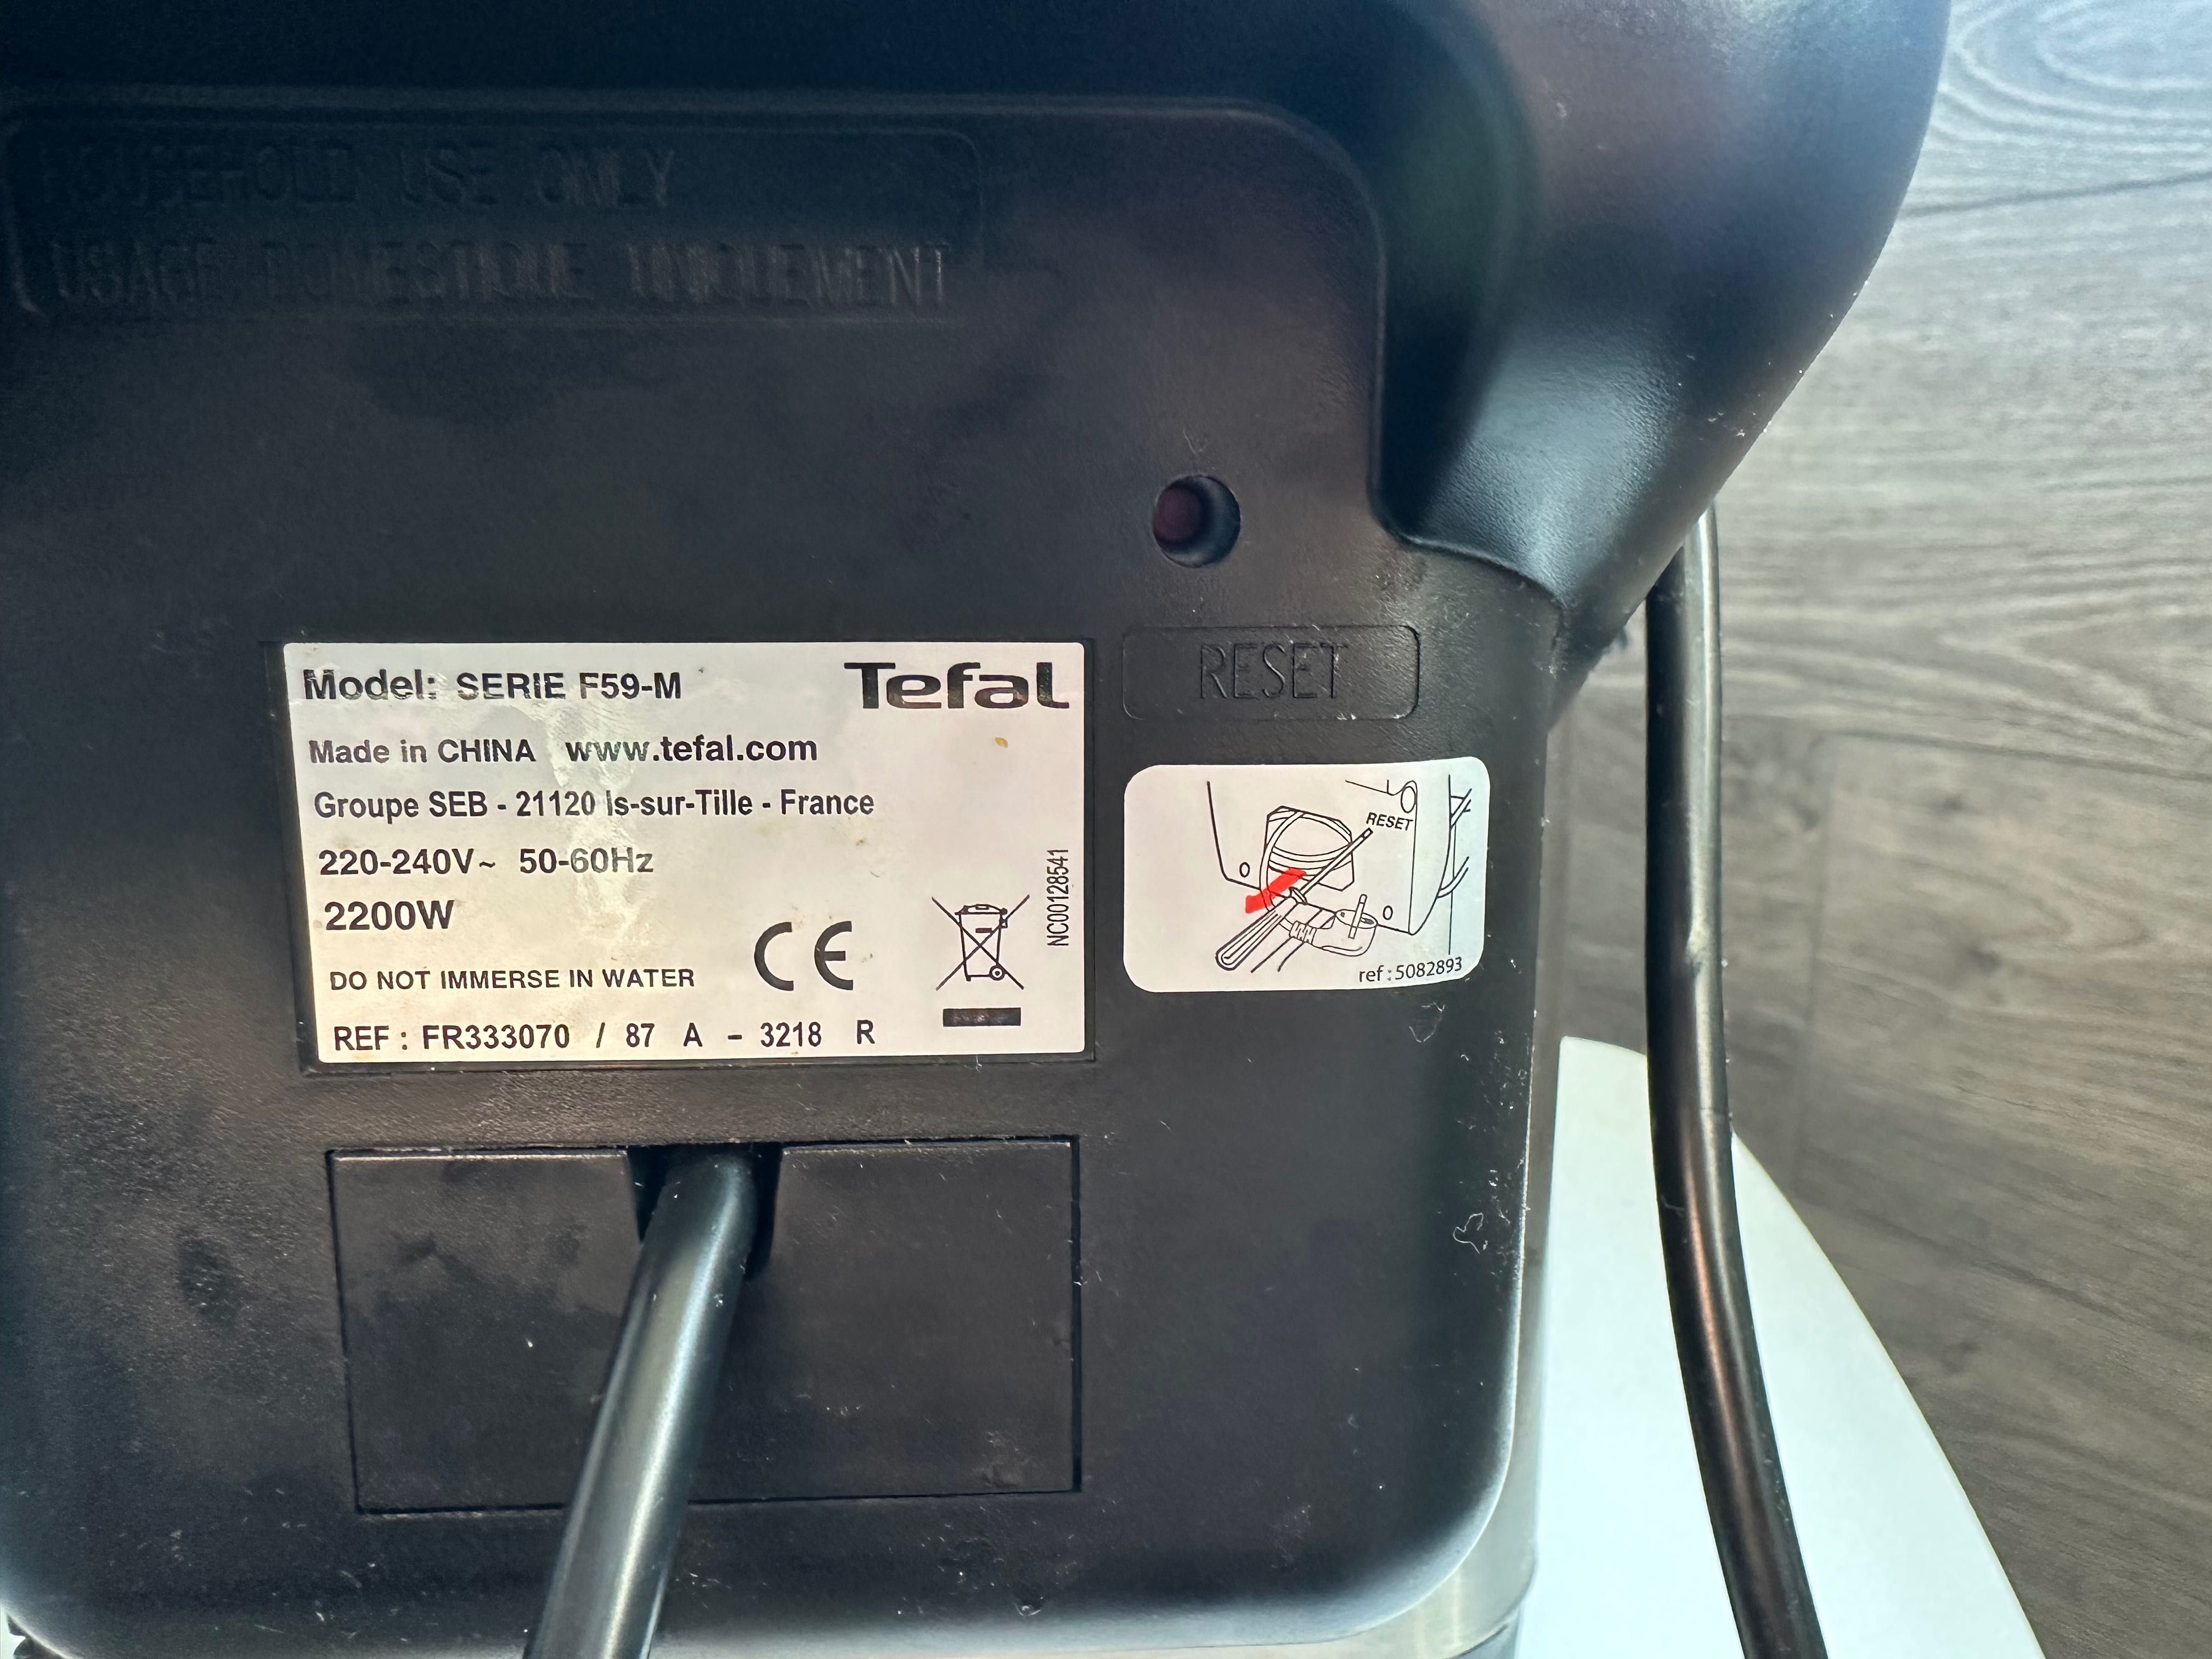 HOUSEHOLD USE ONLY
USAGE DOMESTIQUE UNIQUEMENT
RESET
Model: SERIE F59-M
Tefal
Made in CHINA www.tefal.com
Groupe SEB - 21120 Is-sur-Tille - France
220-240V~ 50-60Hz
2200W
DO NOT IMMERSE IN WATER
CE
NC00128541
REF : FR333070 / 87 A - 3218 R
RESET
ref : 5082893